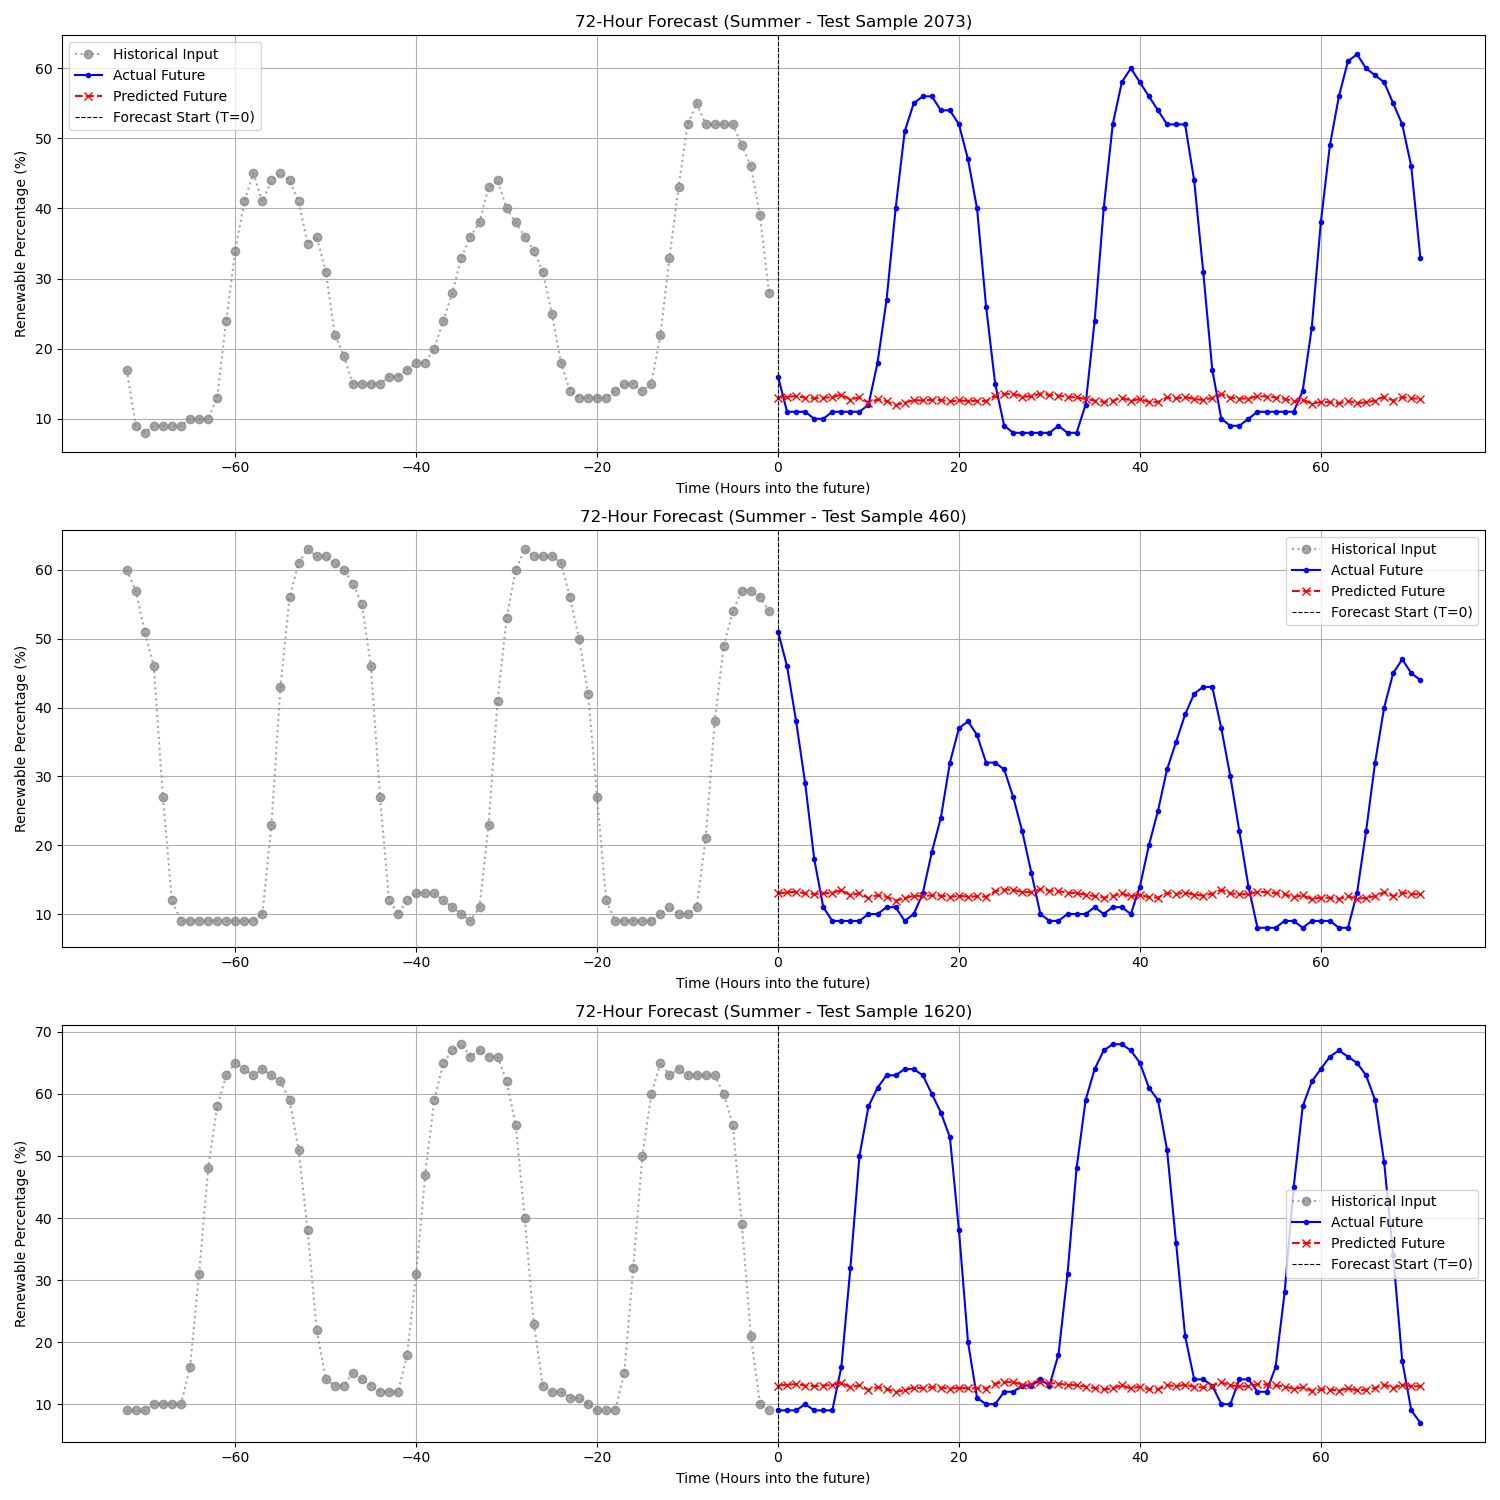 72-Hour Forecast (Summer - Test Sample 2073)
Historical Input
Actual Future
Predicted Future
Forecast Start (T=0)
Renewable Percentage (%)
60
50
40
30
20
10
−60 −40 −20 0 20 40 60
Time (Hours into the future)
72-Hour Forecast (Summer - Test Sample 460)
Historical Input
Actual Future
Predicted Future
Forecast Start (T=0)
Renewable Percentage (%)
60
50
40
30
20
10
−60 −40 −20 0 20 40 60
Time (Hours into the future)
72-Hour Forecast (Summer - Test Sample 1620)
Historical Input
Actual Future
Predicted Future
Forecast Start (T=0)
Renewable Percentage (%)
70
60
50
40
30
20
10
−60 −40 −20 0 20 40 60
Time (Hours into the future)